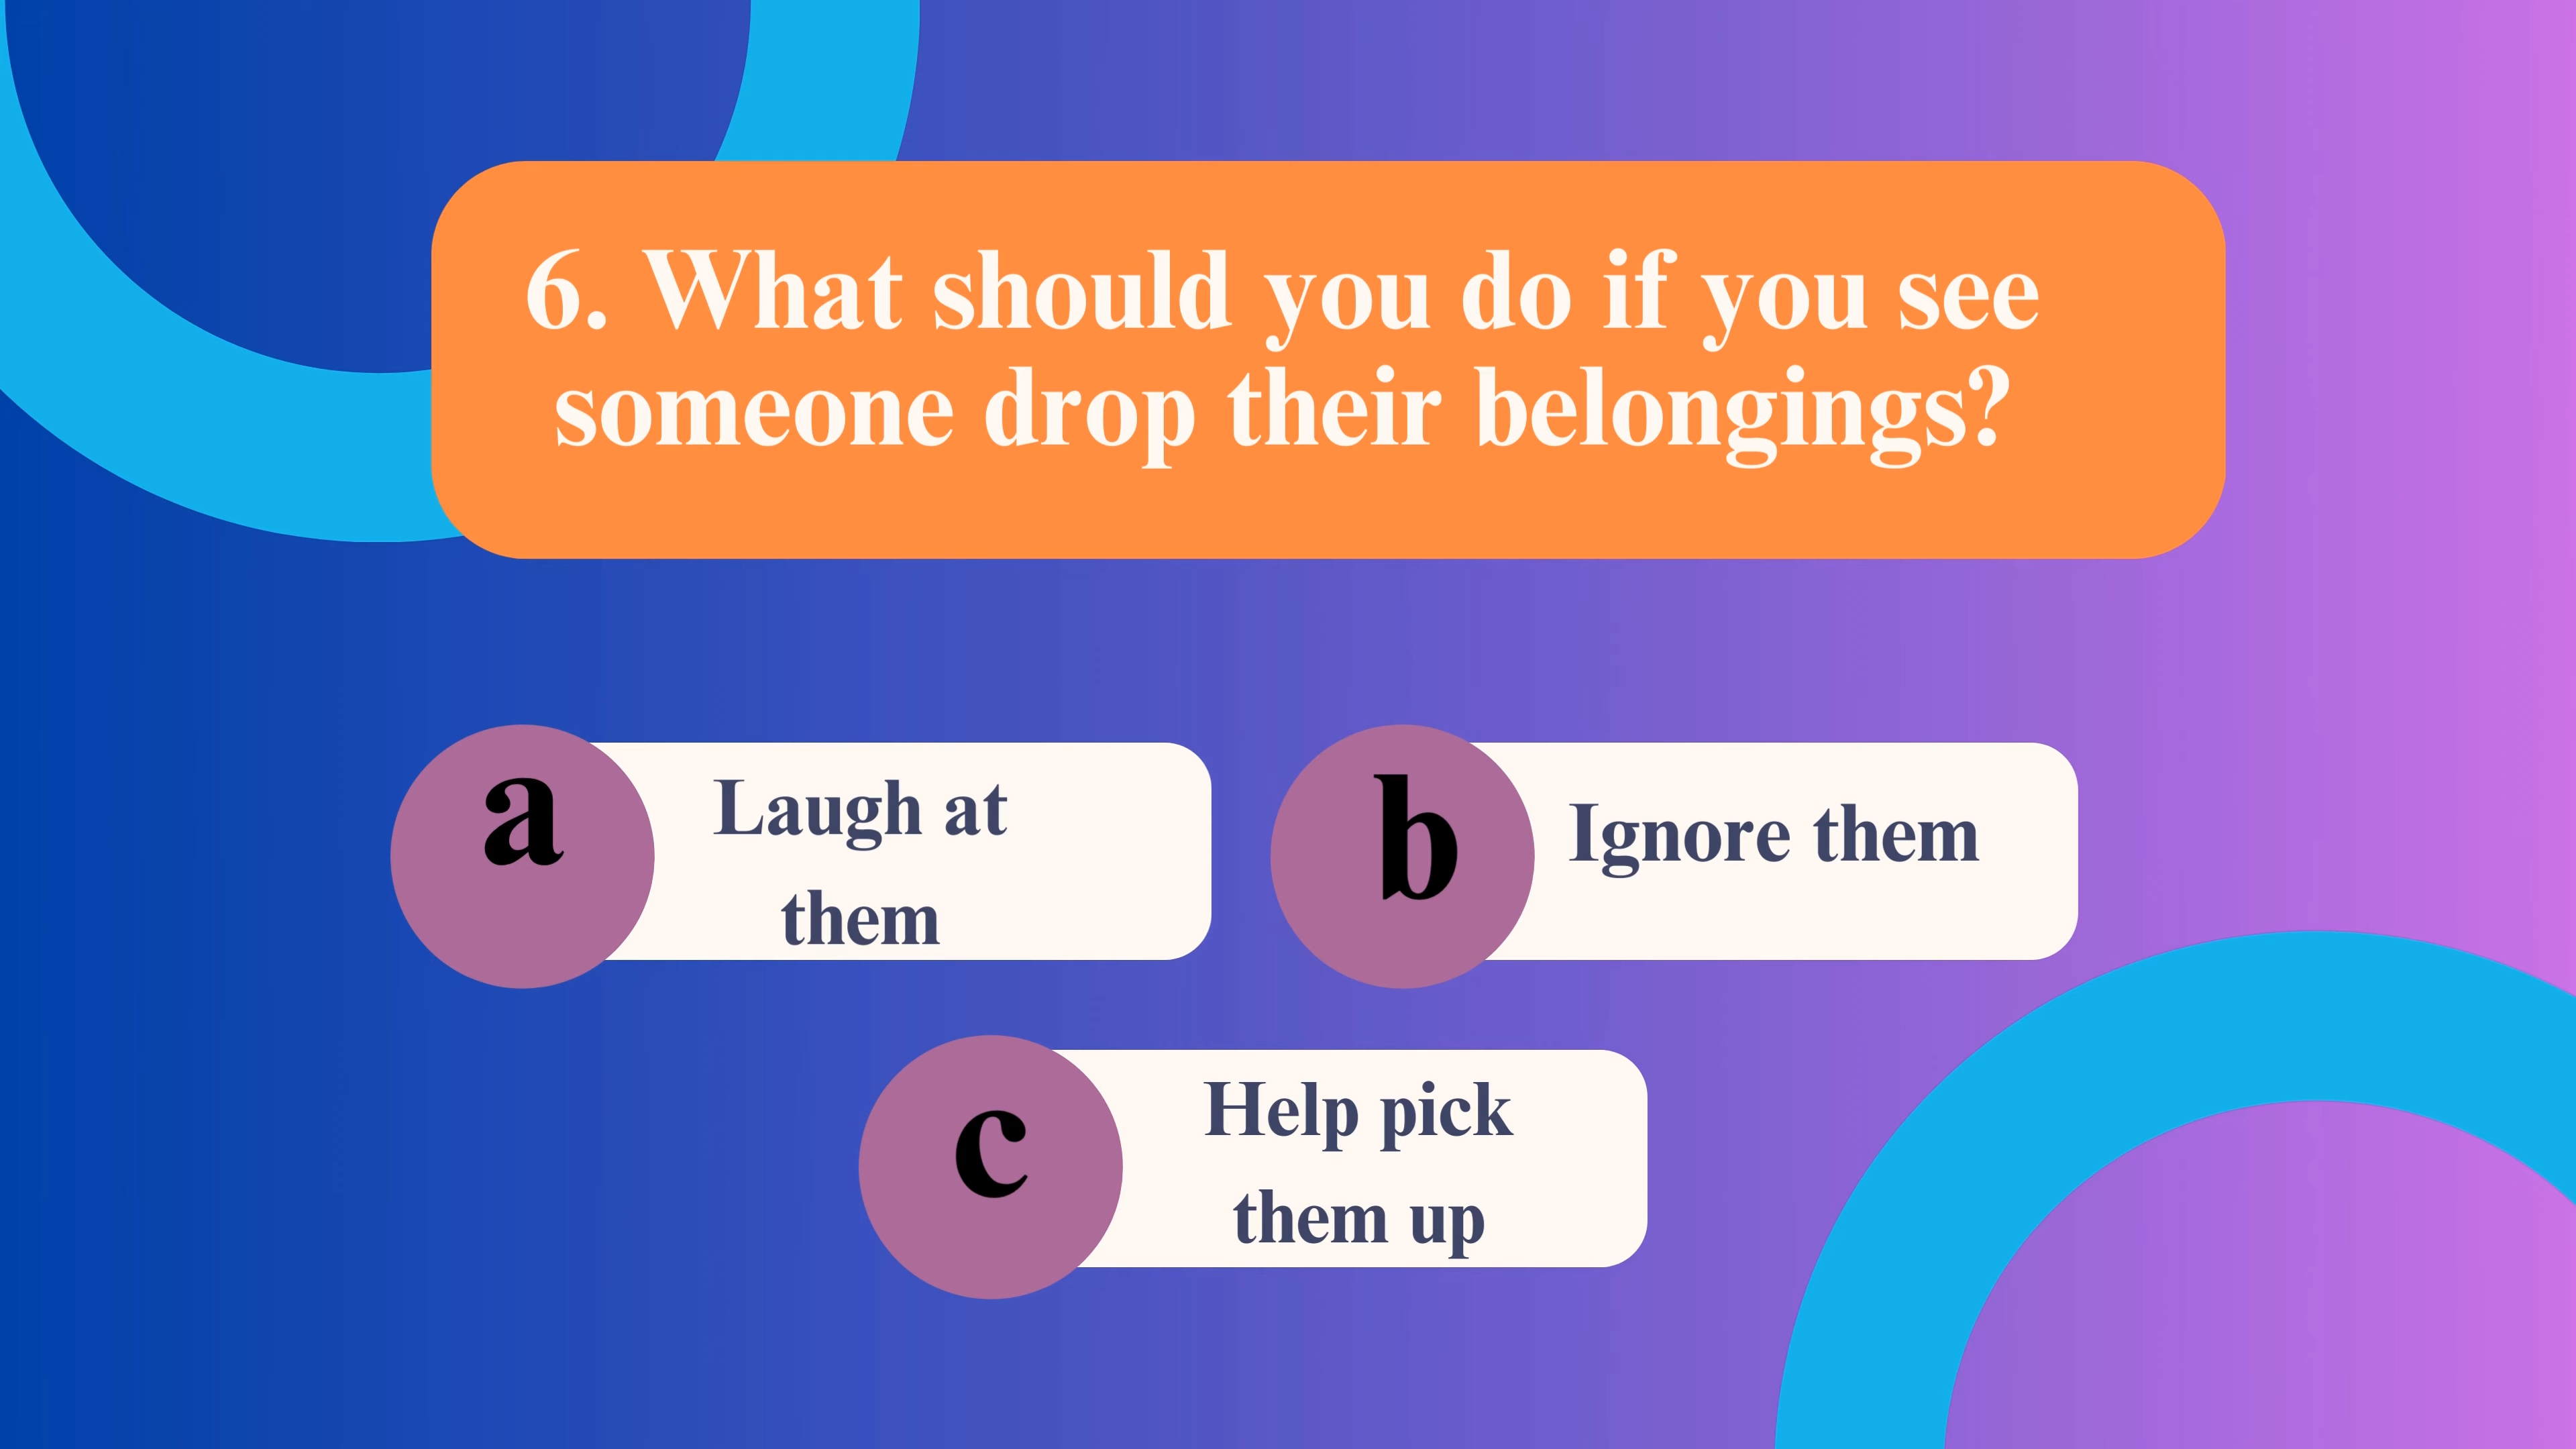 6. What should you do if you see
someone drop their belongings?
a
Laugh at
them
b
Ignore them
c
Help pick
them up